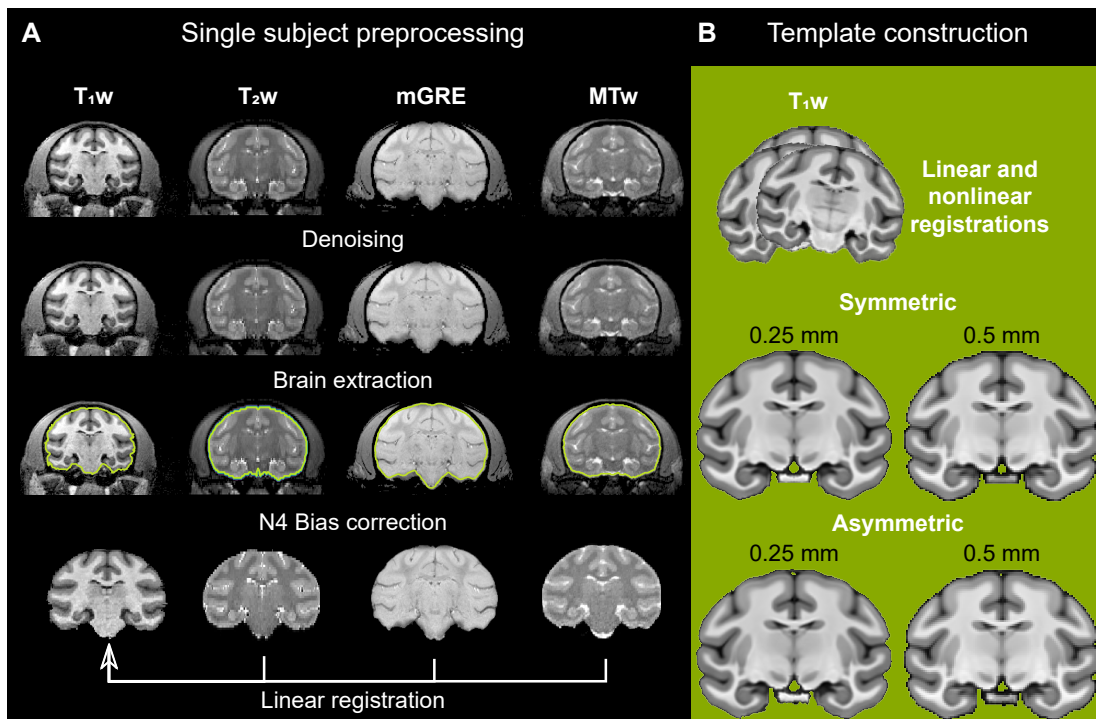 A Single subject preprocessing
T₁w T₂w mGRE MTw
Denoising
Brain extraction
N4 Bias correction
Linear registration
B Template construction
T₁w
Linear and
nonlinear
registrations
Symmetric
0.25 mm 0.5 mm
Asymmetric
0.25 mm 0.5 mm